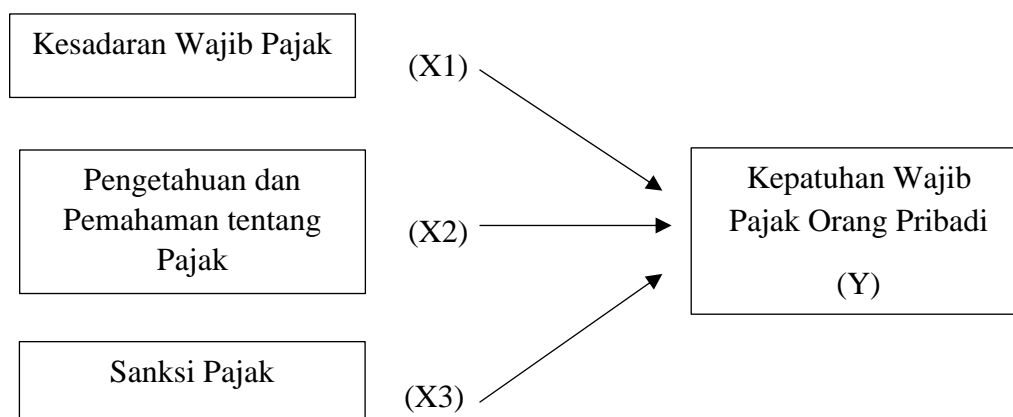 Kesadaran Wajib Pajak
(X1)
Pengetahuan dan
Pemahaman tentang
Pajak
(X2)
Sanksi Pajak
(X3)
Kepatuhan Wajib
Pajak Orang Pribadi
(Y)